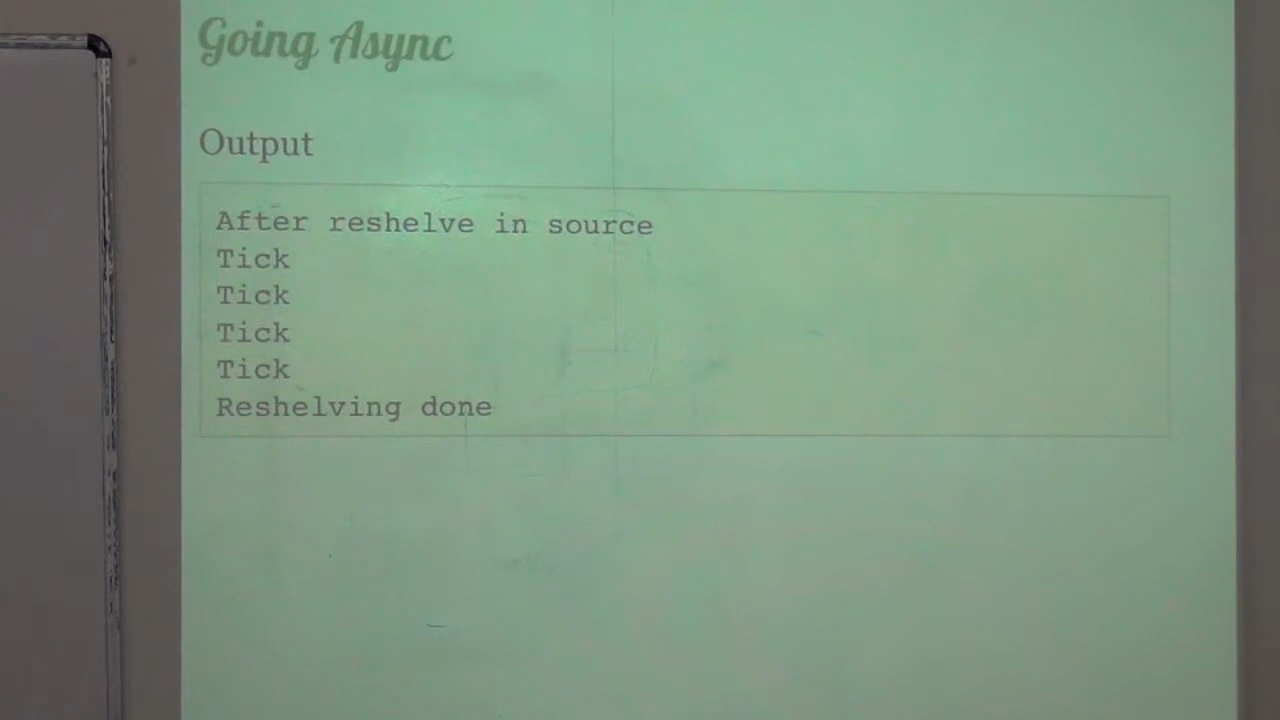 Going Async
Output
After reshelve in source
Tick
Tick
Tick
Tick
Reshelving done